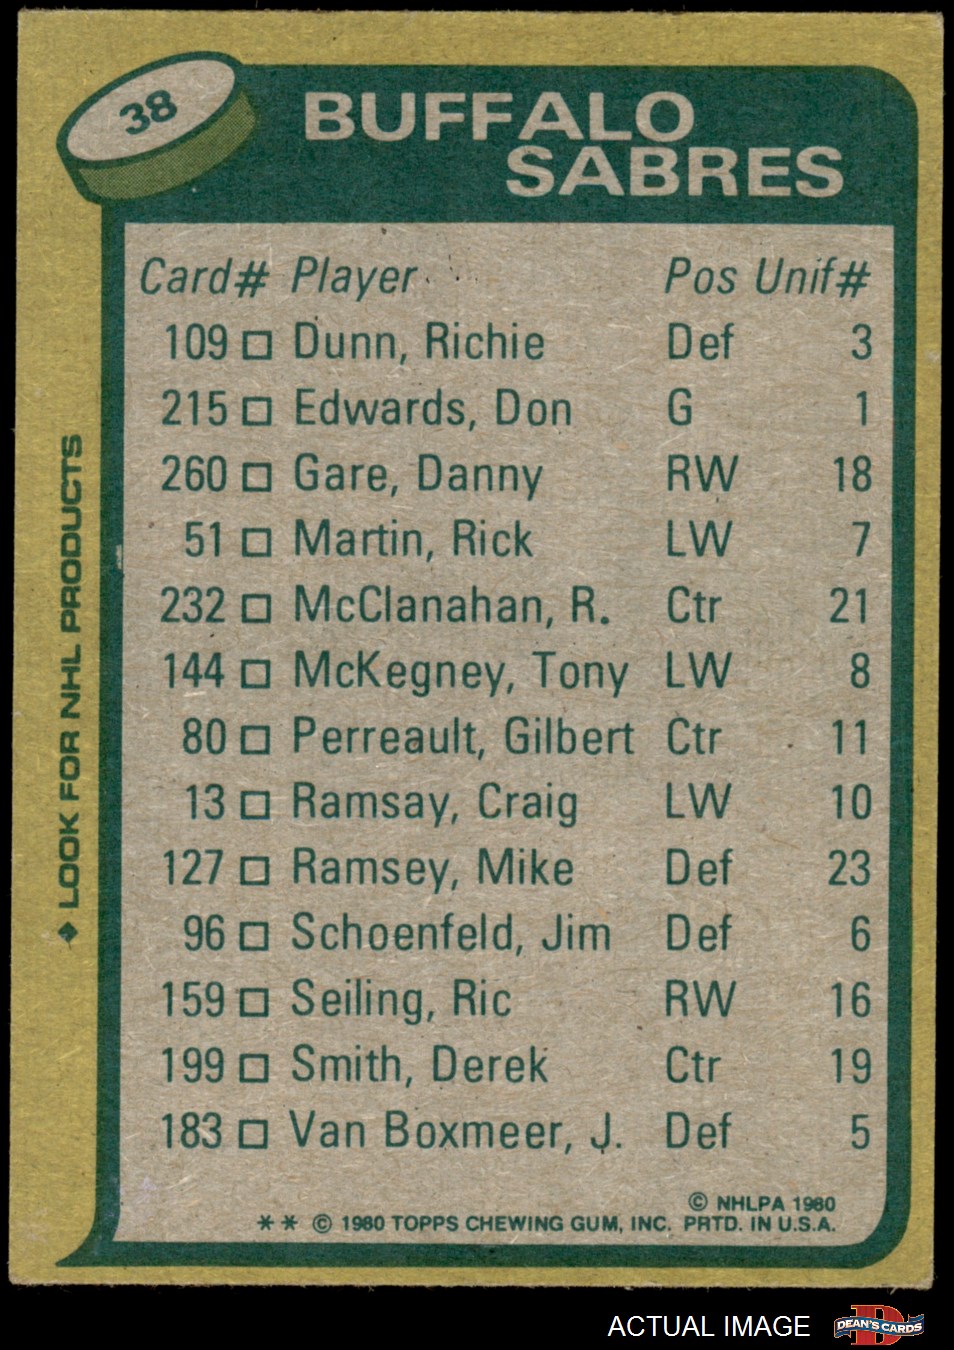 38
BUFFALO
SABRES
Card# Player Pos Unif#
109 □ Dunn, Richie Def 3
215 □ Edwards, Don G 1
260 □ Gare, Danny RW 18
51 □ Martin, Rick LW 7
232 □ McClanahan, R. Ctr 21
144 □ McKegney, Tony LW 8
80 □ Perreault, Gilbert Ctr 11
13 □ Ramsay, Craig LW 10
127 □ Ramsey, Mike Def 23
96 □ Schoenfeld, Jim Def 6
159 □ Seiling, Ric RW 16
199 □ Smith, Derek Ctr 19
183 □ Van Boxmeer, J. Def 5
© NHLPA 1980
** © 1980 TOPPS CHEWING GUM, INC. PRTD. IN U.S.A.
◆ LOOK FOR NHL PRODUCTS
ACTUAL IMAGE
D
DEAN'S CARDS